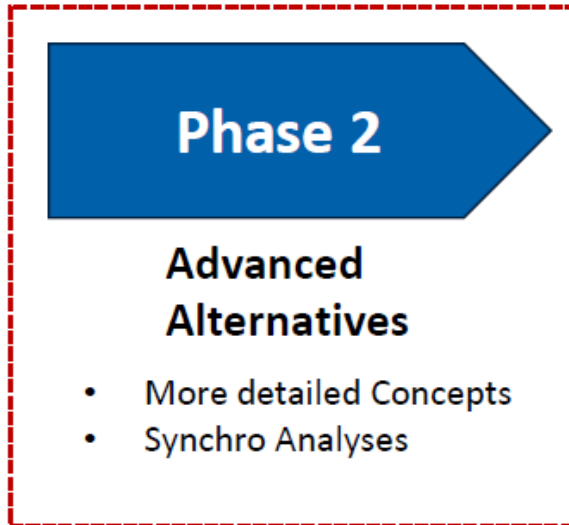 Phase 2
Advanced
Alternatives
• More detailed Concepts
• Synchro Analyses